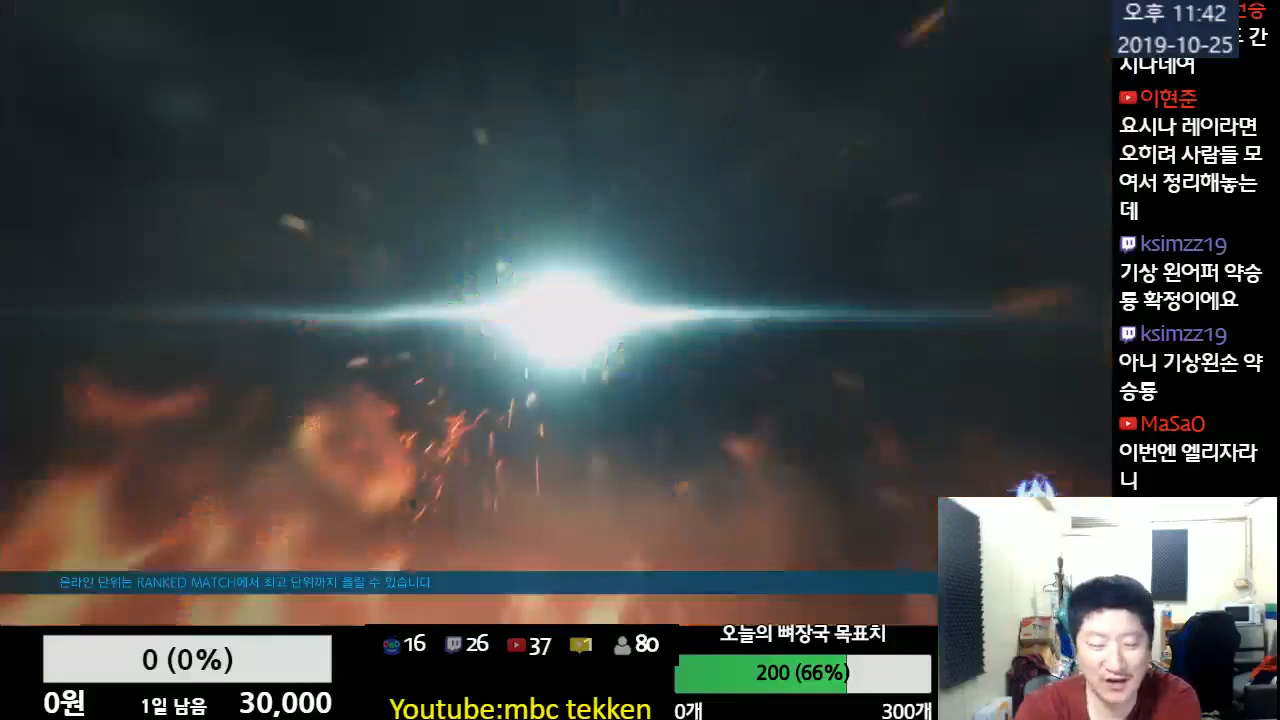 오후 11:42
2019-10-25
간
시나네여
이현준
요시나 레이라면
오히려 사람들 모
여서 정리해놓는
데
ksimzz19
기상 왼어퍼 약승
룡 확정이에요
ksimzz19
아니 기상왼손 약
승룡
MaSaO
이번엔 엘리자라
니
온라인 단위는 RANKED MATCH에서 최고 단위까지 올릴 수 있습니다
0 (0%)
0원 1일 남음 30,000
16 26 37 1 80
Youtube:mbc tekken
오늘의 뼈장국 목표치
200 (66%)
0개 300개